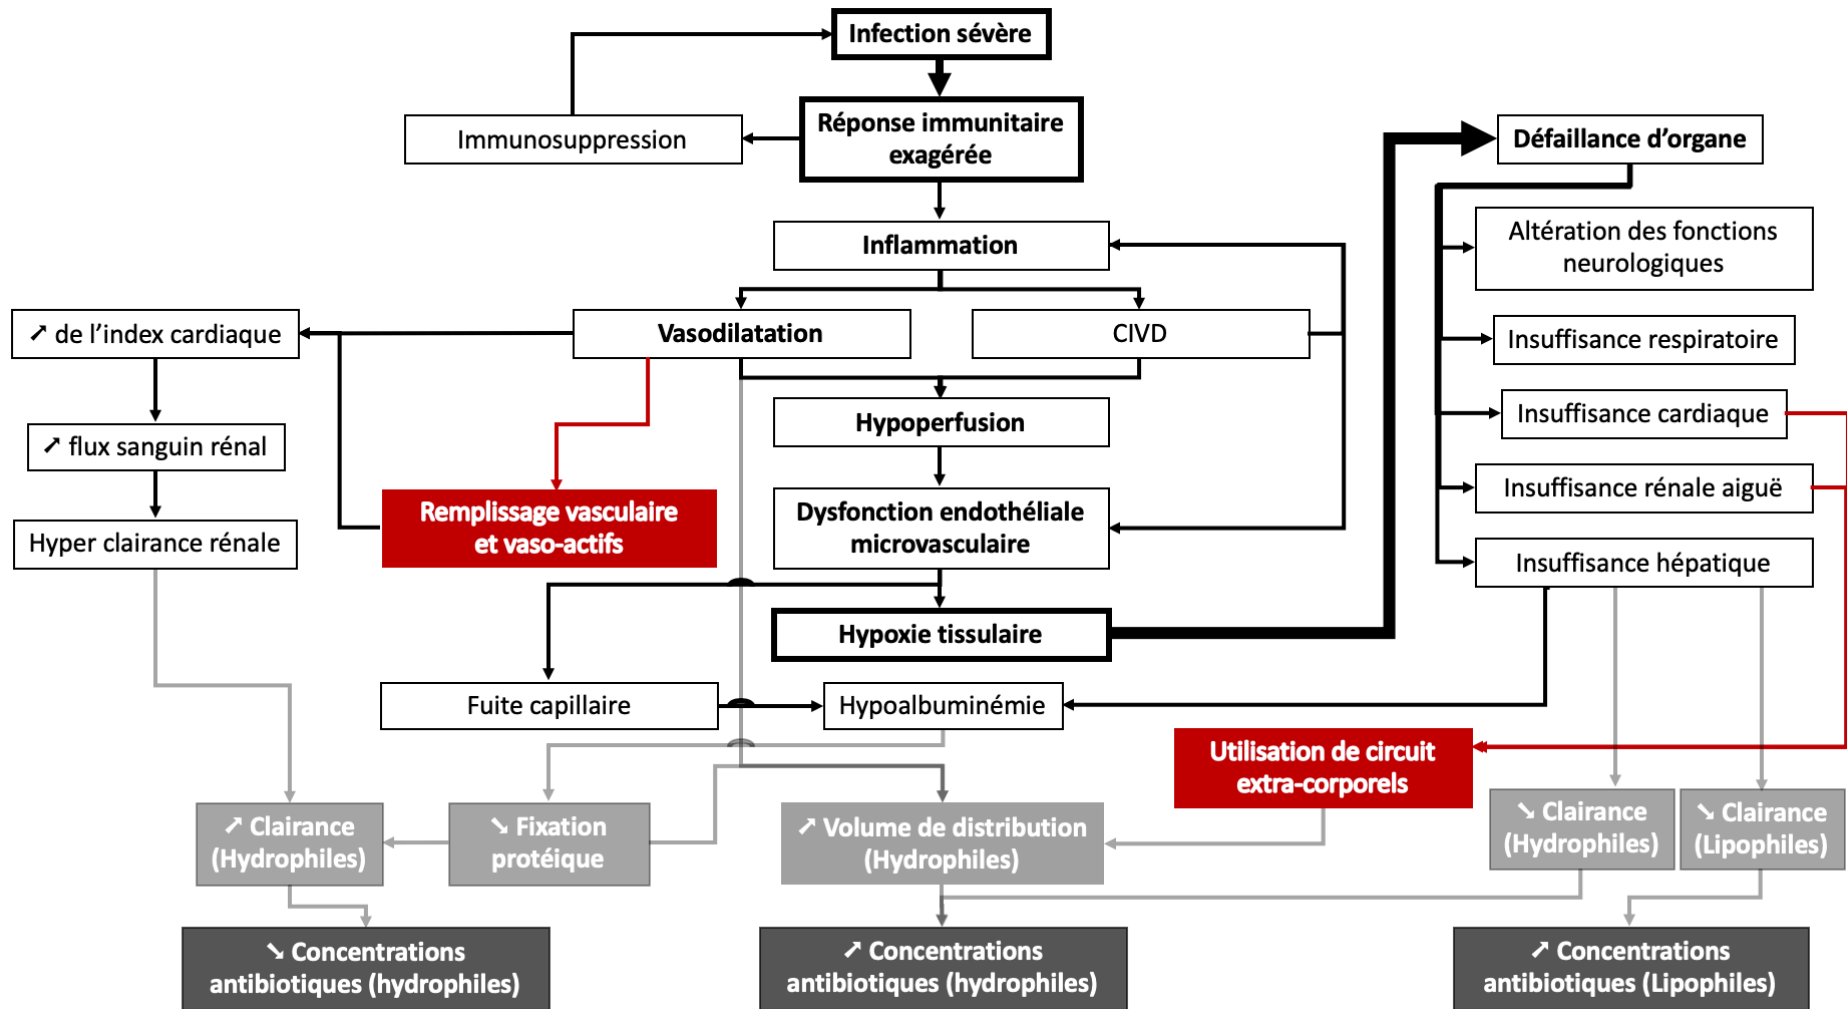 Infection sévère
Réponse immunitaire
exagérée
Immunosuppression
Défaillance d'organe
Inflammation
Altération des fonctions
neurologiques
➚ de l'index cardiaque
Vasodilatation
CIVD
Insuffisance respiratoire
Hypoperfusion
Insuffisance cardiaque
➚ flux sanguin rénal
Remplissage vasculaire
et vaso-actifs
Dysfonction endothéliale
microvasculaire
Insuffisance rénale aiguë
Hyper clairance rénale
Insuffisance hépatique
Hypoxie tissulaire
Fuite capillaire
Hypoalbuminémie
Utilisation de circuit
extra-corporels
➚ Clairance
(Hydrophiles)
➘ Fixation
protéique
➚ Volume de distribution
(Hydrophiles)
➘ Clairance
(Hydrophiles)
➘ Clairance
(Lipophiles)
➘ Concentrations
antibiotiques (hydrophiles)
➚ Concentrations
antibiotiques (hydrophiles)
➚ Concentrations
antibiotiques (Lipophiles)